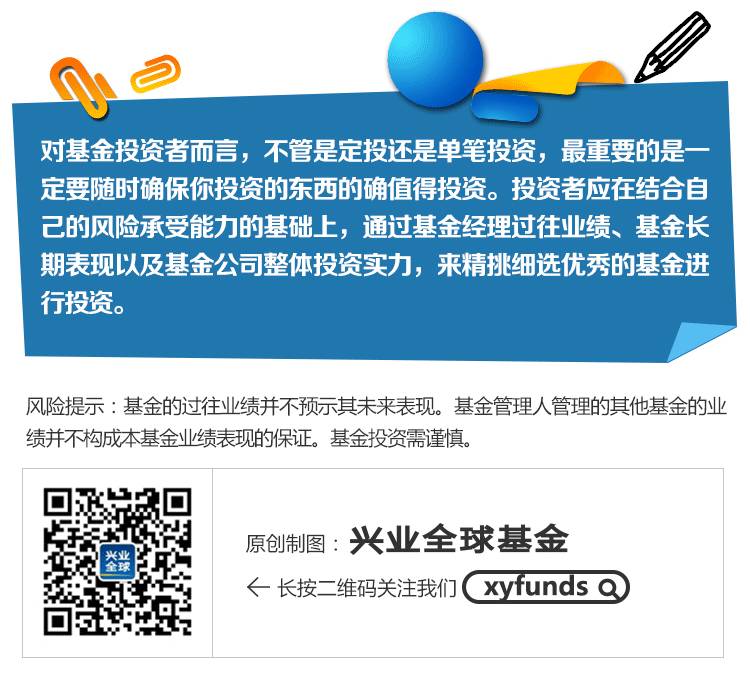 对基金投资者而言，不管是定投还是单笔投资，最重要的是一
定要随时确保你投资的东西的确值得投资。投资者应在结合自
己的风险承受能力的基础上，通过基金经理过往业绩、基金长
期表现以及基金公司整体投资实力，来精挑细选优秀的基金进
行投资。
风险提示：基金的过往业绩并不预示其未来表现。基金管理人管理的其他基金的业
绩并不构成本基金业绩表现的保证。基金投资需谨慎。
兴业
全球
原创制图：兴业全球基金
← 长按二维码关注我们 xyfunds